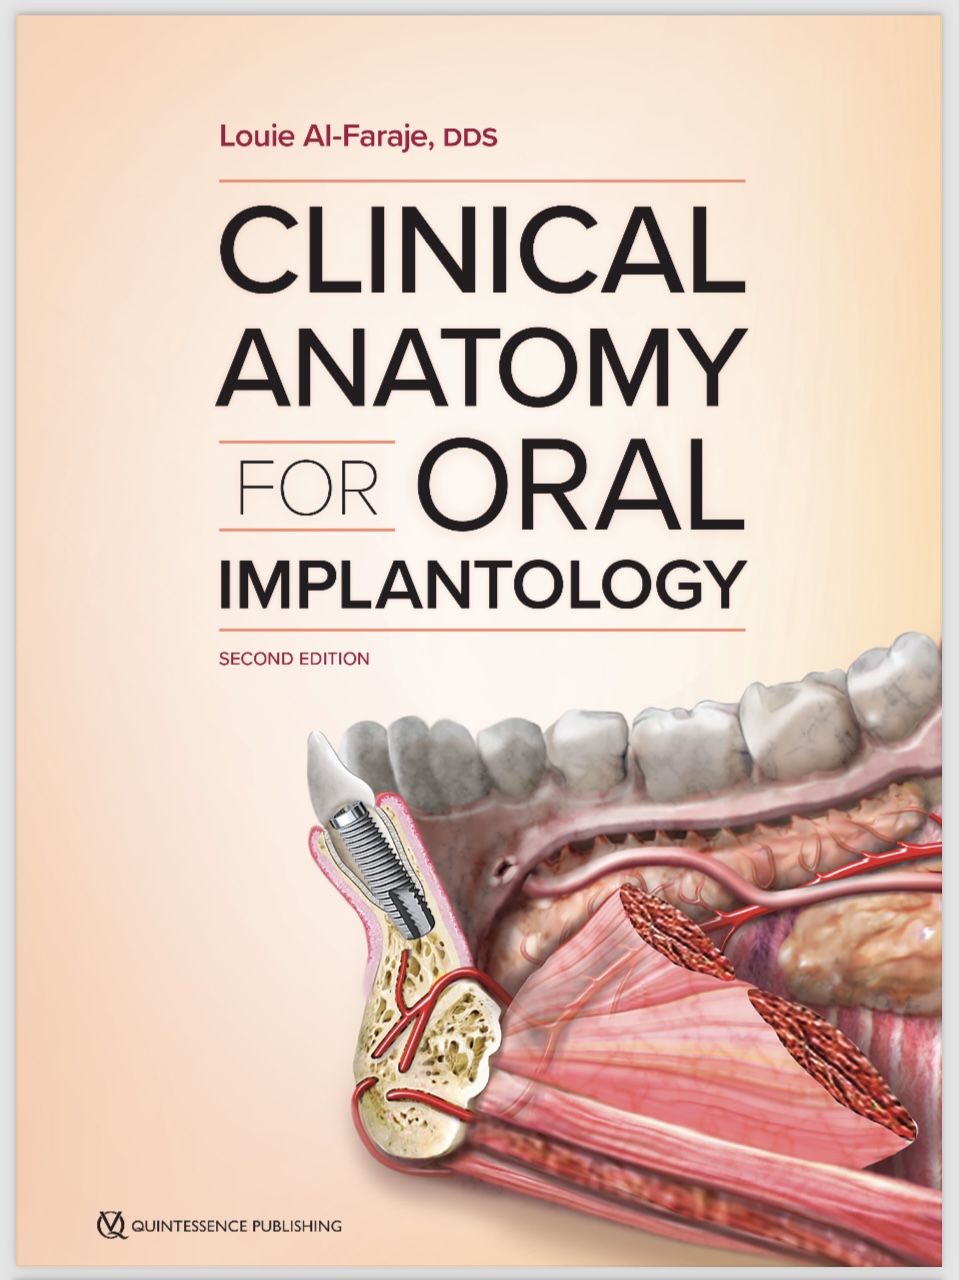 Louie Al-Faraje, DDS
CLINICAL
ANATOMY
FOR ORAL
IMPLANTOLOGY
SECOND EDITION
QUINTESSENCE PUBLISHING